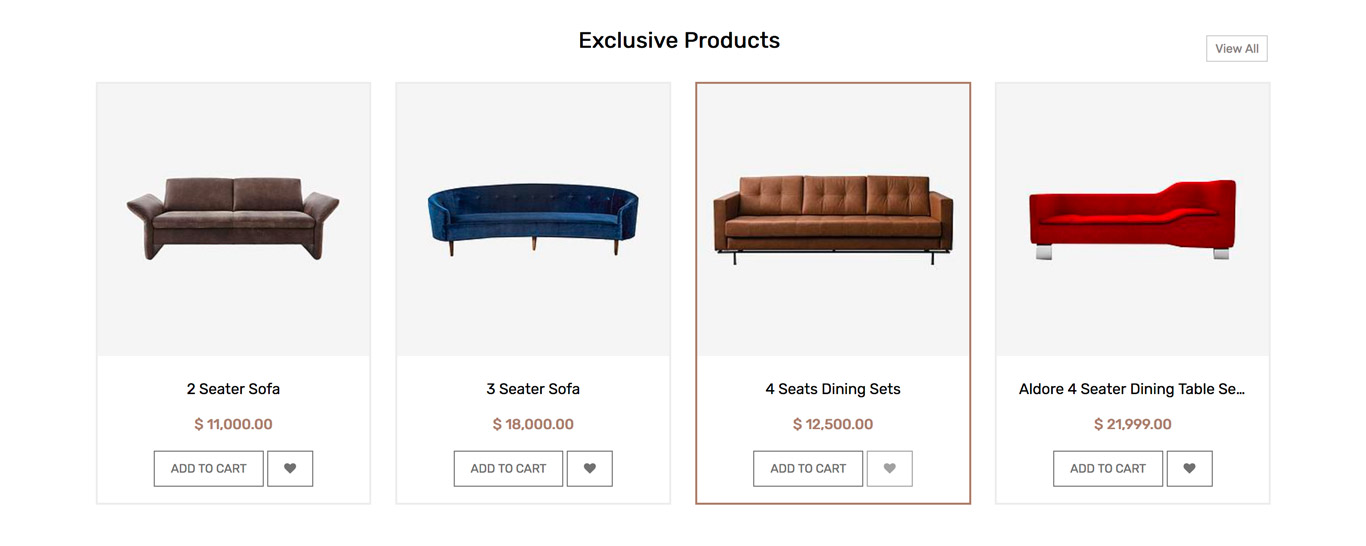 Exclusive Products
View All
2 Seater Sofa
$ 11,000.00
ADD TO CART
3 Seater Sofa
$ 18,000.00
ADD TO CART
4 Seats Dining Sets
$ 12,500.00
ADD TO CART
Aldore 4 Seater Dining Table Se...
$ 21,999.00
ADD TO CART